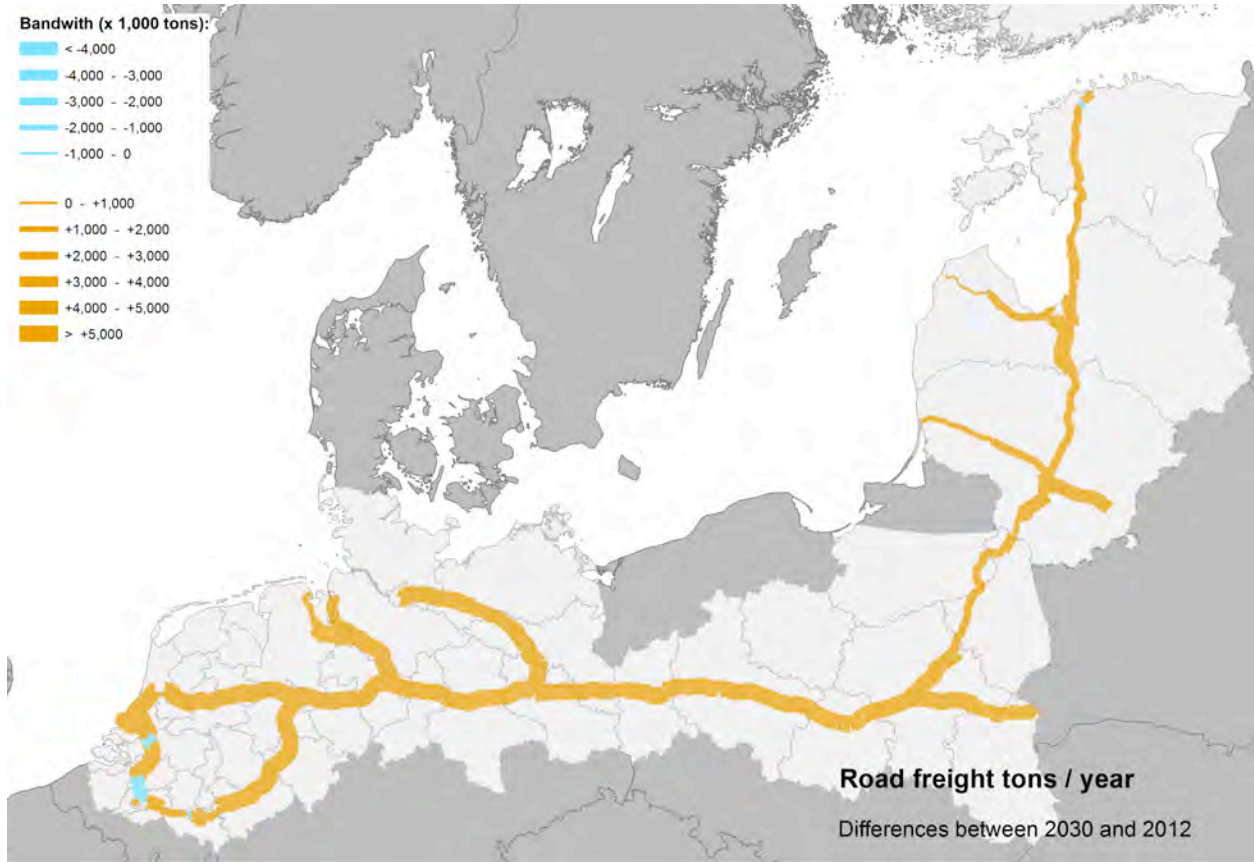 Bandwith (x 1,000 tons):
< -4,000
-4,000 - -3,000
-3,000 - -2,000
-2,000 - -1,000
-1,000 - 0
0 - +1,000
+1,000 - +2,000
+2,000 - +3,000
+3,000 - +4,000
+4,000 - +5,000
> +5,000
Road freight tons / year
Differences between 2030 and 2012